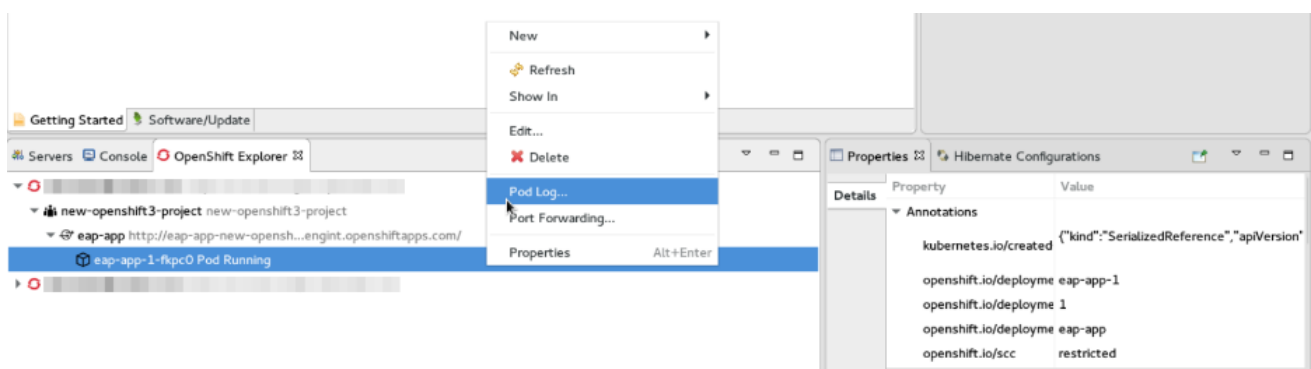 New
Refresh
Show In
Edit...
Delete
Pod Log...
Port Forwarding...
Properties Alt+Enter
Getting Started Software/Update
Servers Console OpenShift Explorer
new-openshift3-project new-openshift3-project
eap-app http://eap-app-new-opensh...engint.openshiftapps.com/
eap-app-1-fkpc0 Pod Running
Properties Hibernate Configurations
Details
Property Value
Annotations
kubernetes.io/created {"kind":"SerializedReference","apiVersion"
openshift.io/deployme eap-app-1
openshift.io/deployme 1
openshift.io/deployme eap-app
openshift.io/scc restricted